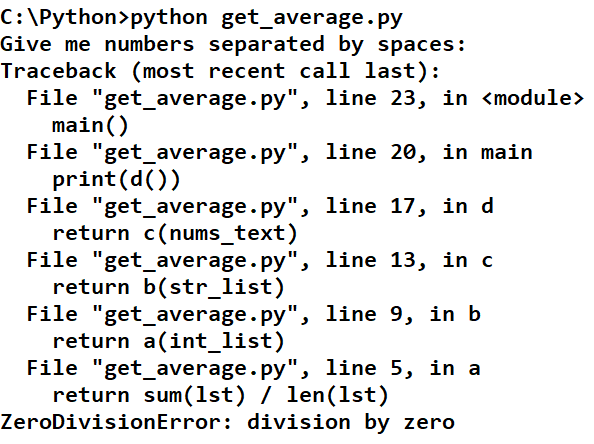 C:\Python>python get_average.py
Give me numbers separated by spaces:
Traceback (most recent call last):
  File "get_average.py", line 23, in <module>
    main()
  File "get_average.py", line 20, in main
    print(d())
  File "get_average.py", line 17, in d
    return c(nums_text)
  File "get_average.py", line 13, in c
    return b(str_list)
  File "get_average.py", line 9, in b
    return a(int_list)
  File "get_average.py", line 5, in a
    return sum(lst) / len(lst)
ZeroDivisionError: division by zero